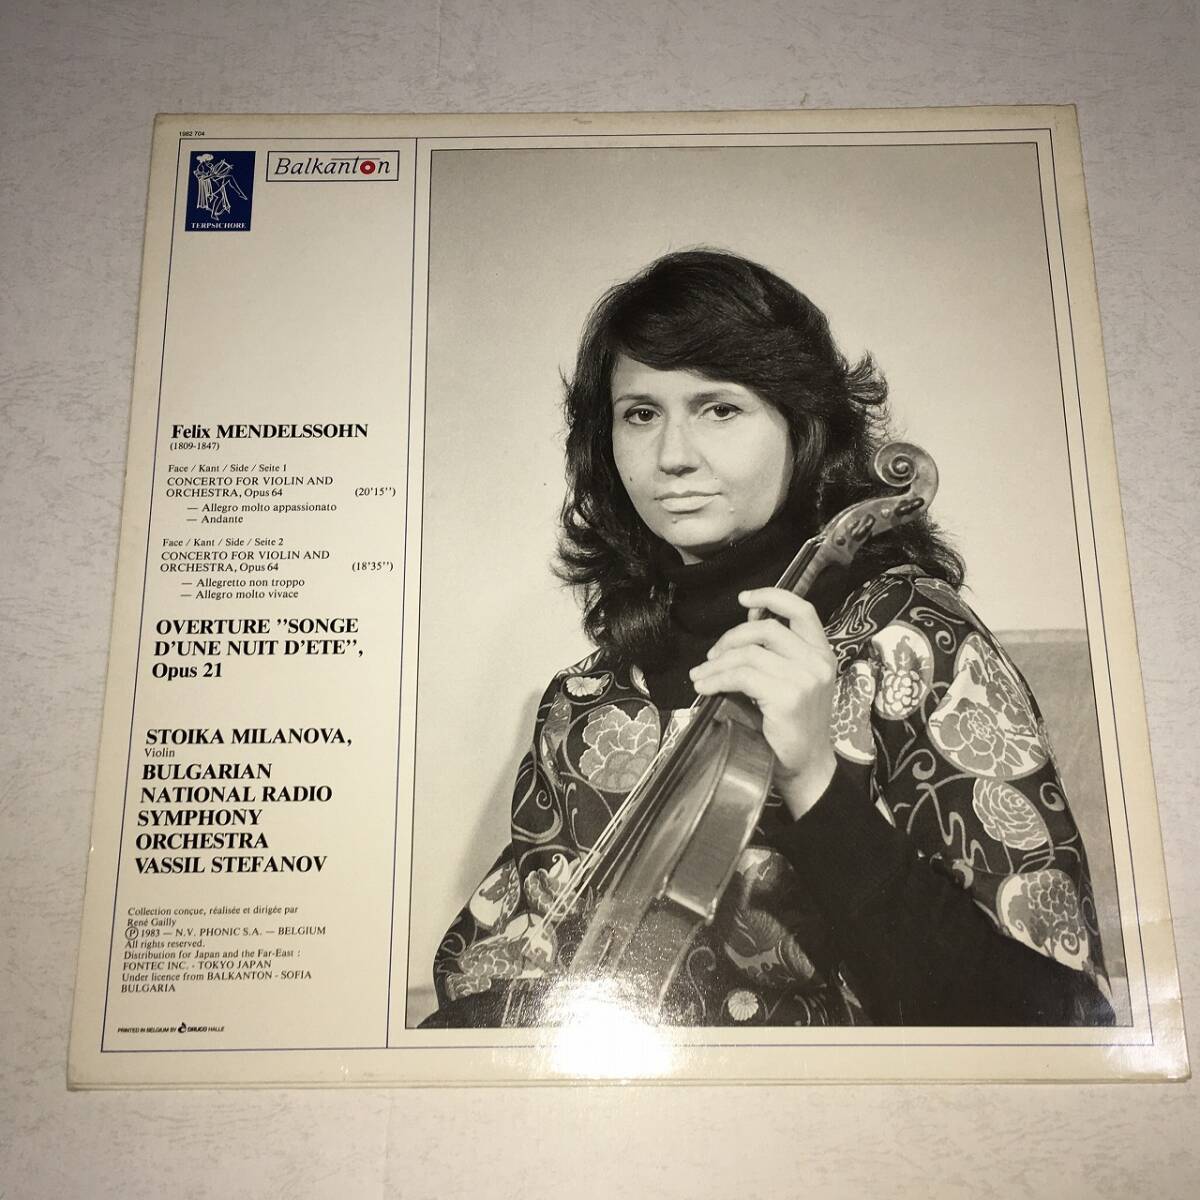 1982 704
TERPSICHORE
Balkanton
Felix MENDELSSOHN
(1809-1847)
Face / Kant / Side / Seite 1
CONCERTO FOR VIOLIN AND
ORCHESTRA, Opus 64 (20'15'')
— Allegro molto appassionato
— Andante
Face / Kant / Side / Seite 2
CONCERTO FOR VIOLIN AND
ORCHESTRA, Opus 64 (18'35'')
— Allegretto non troppo
— Allegro molto vivace
OVERTURE ''SONGE
D'UNE NUIT D'ETE'',
Opus 21
STOIKA MILANOVA,
Violin
BULGARIAN
NATIONAL RADIO
SYMPHONY
ORCHESTRA
VASSIL STEFANOV
Collection conçue, réalisée et dirigée par
René Gailly
Ⓟ 1983 — N.V. PHONIC S.A. — BELGIUM
All rights reserved.
Distribution for Japan and the Far-East :
FONTEC INC. - TOKYO JAPAN
Under licence from BALKANTON - SOFIA
BULGARIA
PRINTED IN BELGIUM BY DRUCO HALLE